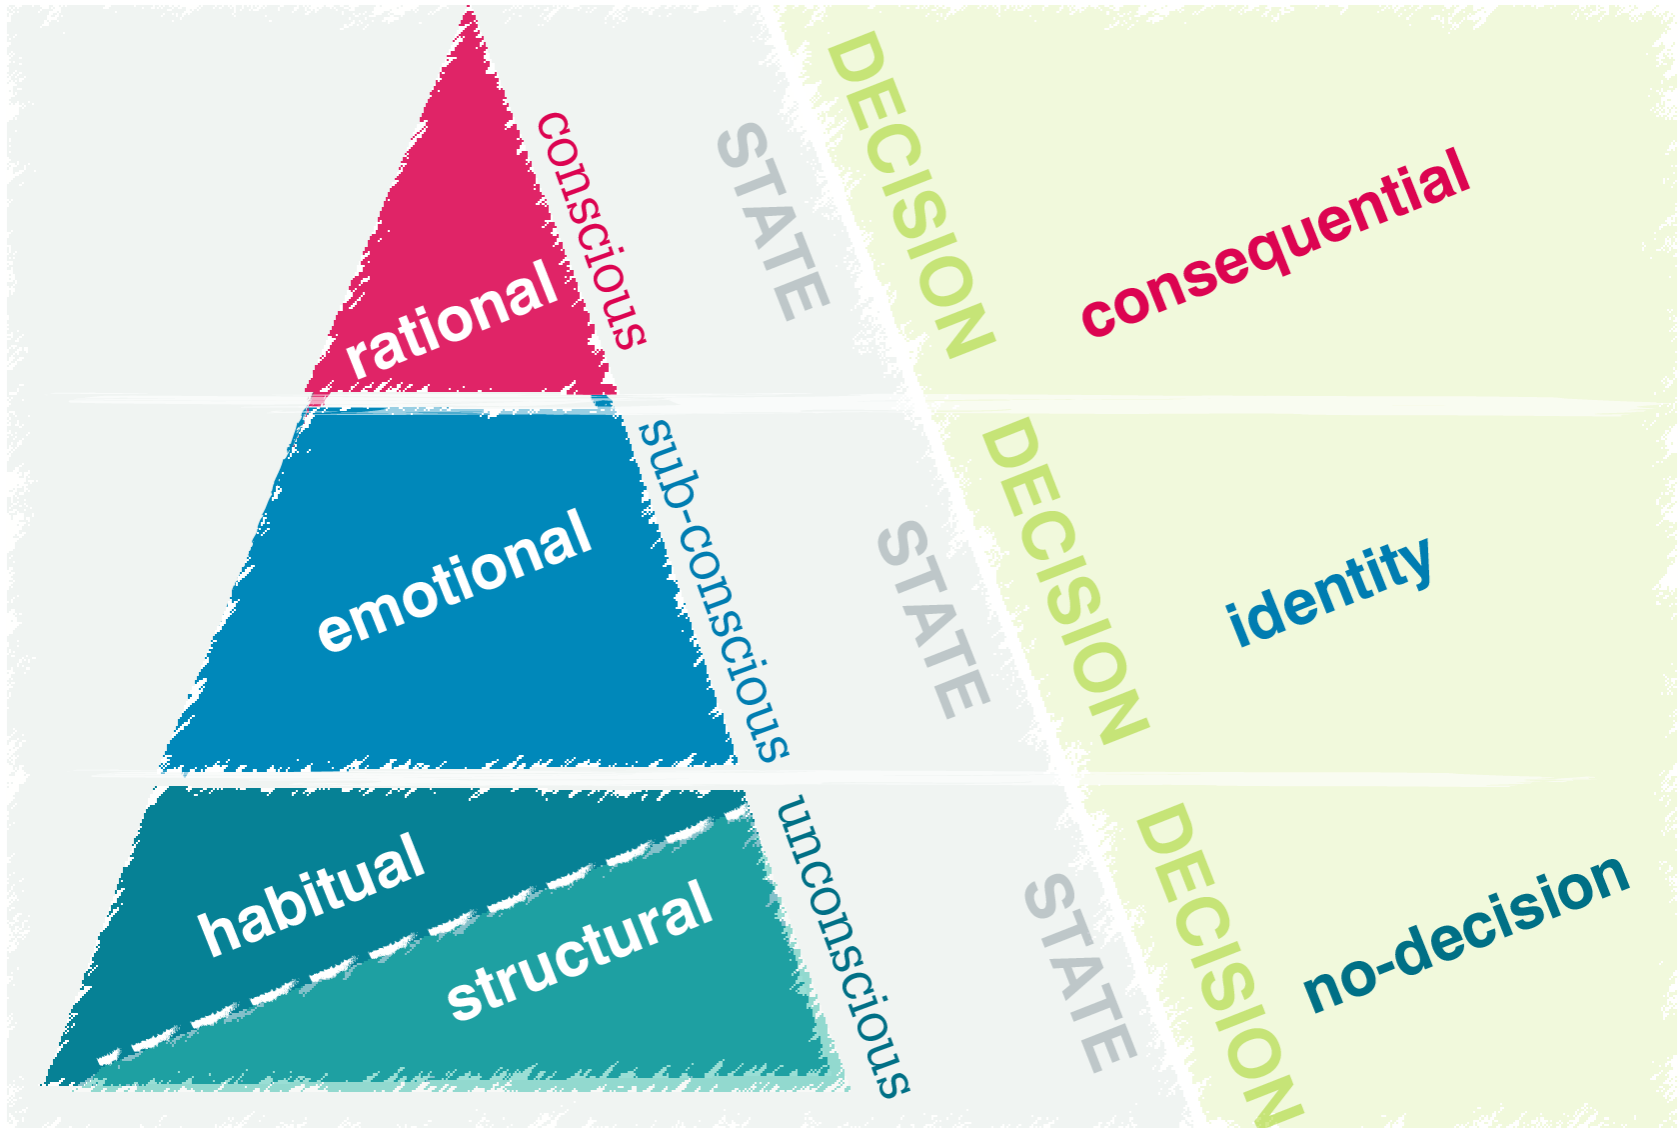 rational
conscious
STATE
DECISION
consequential
emotional
sub-conscious
STATE
DECISION
identity
habitual
structural
unconscious
STATE
DECISION
no-decision